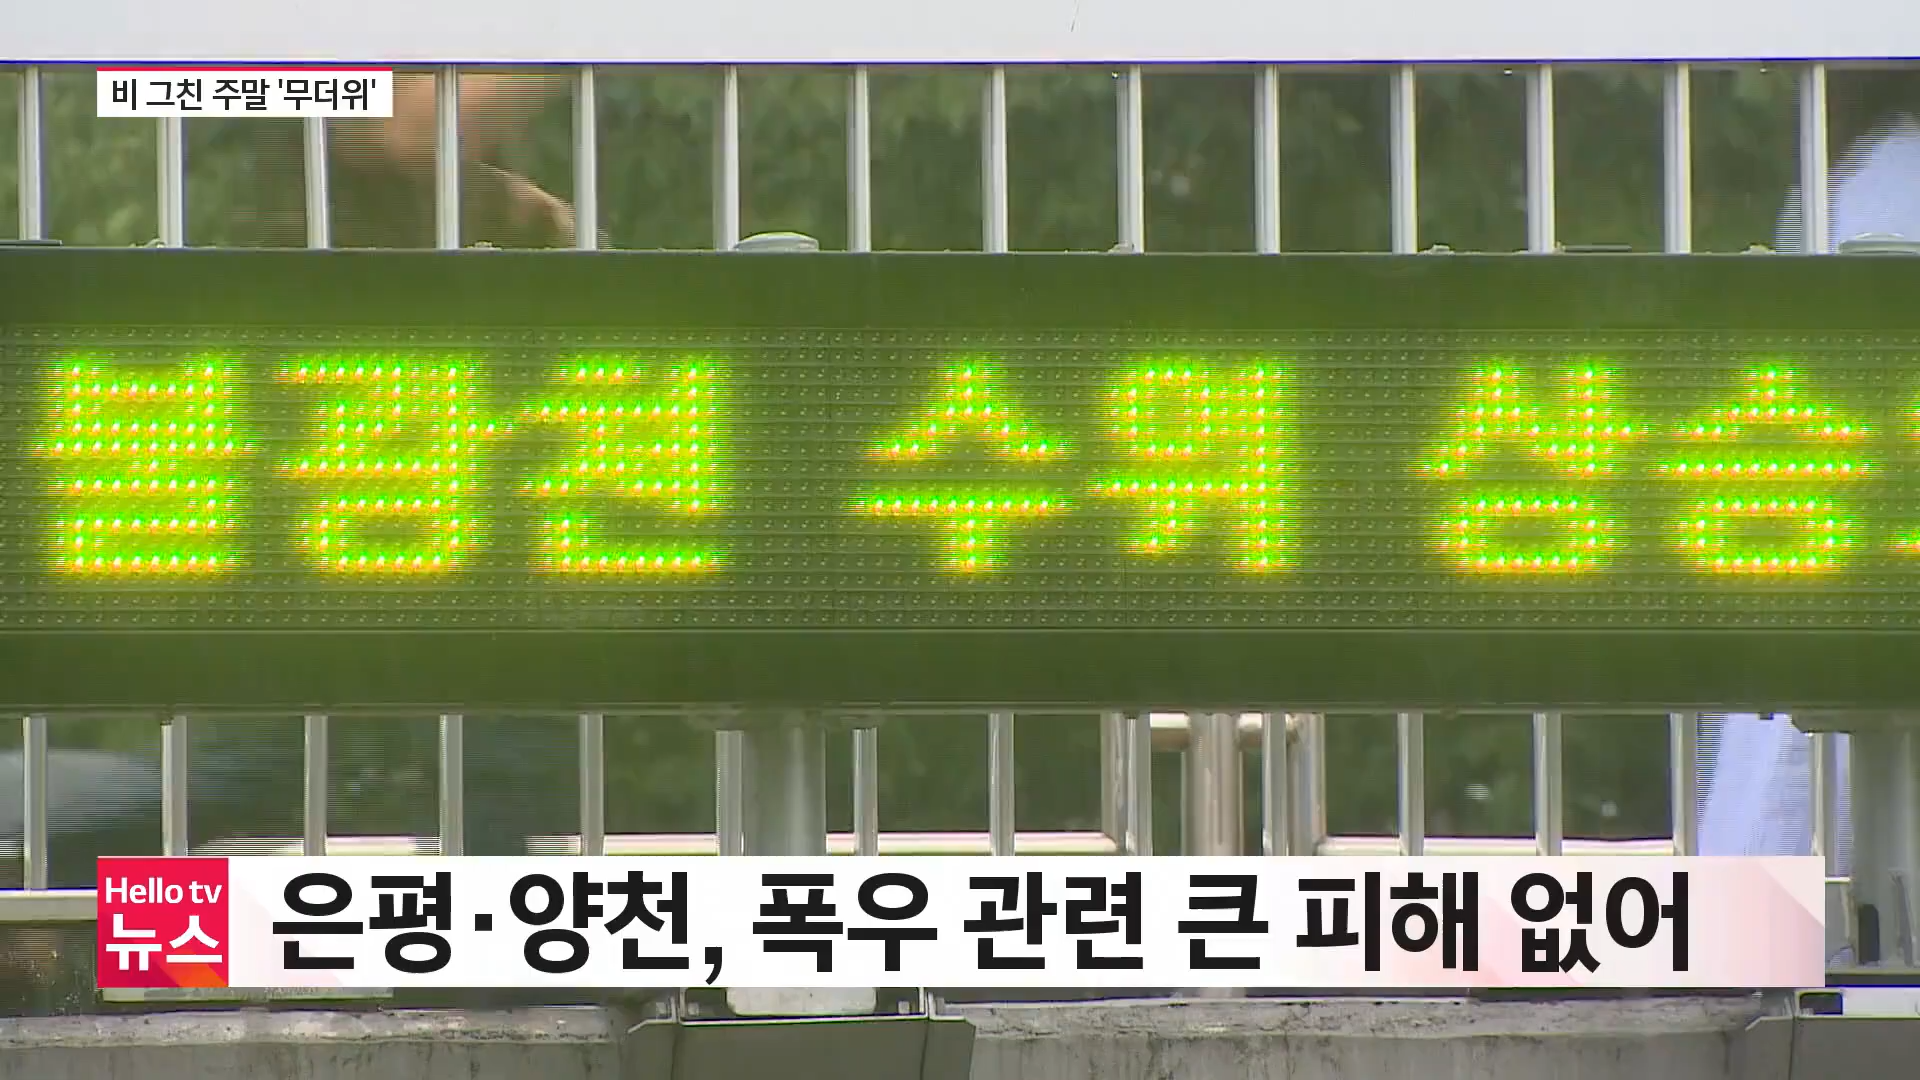 비 그친 주말 '무더위'
불광천 수위 상승
Hello tv
뉴스
은평·양천, 폭우 관련 큰 피해 없어